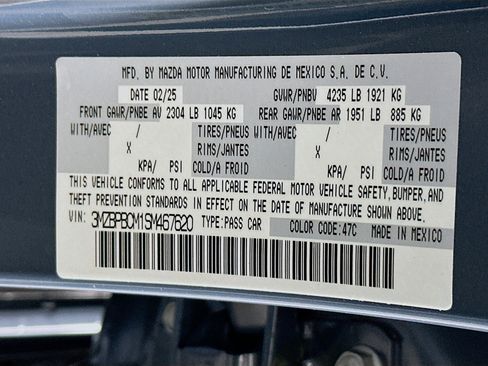 MFD. BY MAZDA MOTOR MANUFACTURING DE MEXICO S.A. DE C.V.
DATE 02/25 GVWR/PNBV 4235 LB 1921 KG
FRONT GAWR/PNBE AV 2304 LB 1045 KG REAR GAWR/PNBE AR 1951 LB 885 KG
WITH/AVEC / TIRES/PNEUS WITH/AVEC / TIRES/PNEUS
X RIMS/JANTES X RIMS/JANTES
KPA/ PSI COLD/A FROID KPA/ PSI COLD/A FROID
THIS VEHICLE CONFORMS TO ALL APPLICABLE FEDERAL MOTOR VEHICLE SAFETY, BUMPER, AND
THEFT PREVENTION STANDARDS IN EFFECT ON THE DATE OF MANUFACTURE SHOWN ABOVE.
VIN: 3MZBPBCM1SM467620 TYPE: PASS CAR COLOR CODE: 47C MADE IN MEXICO